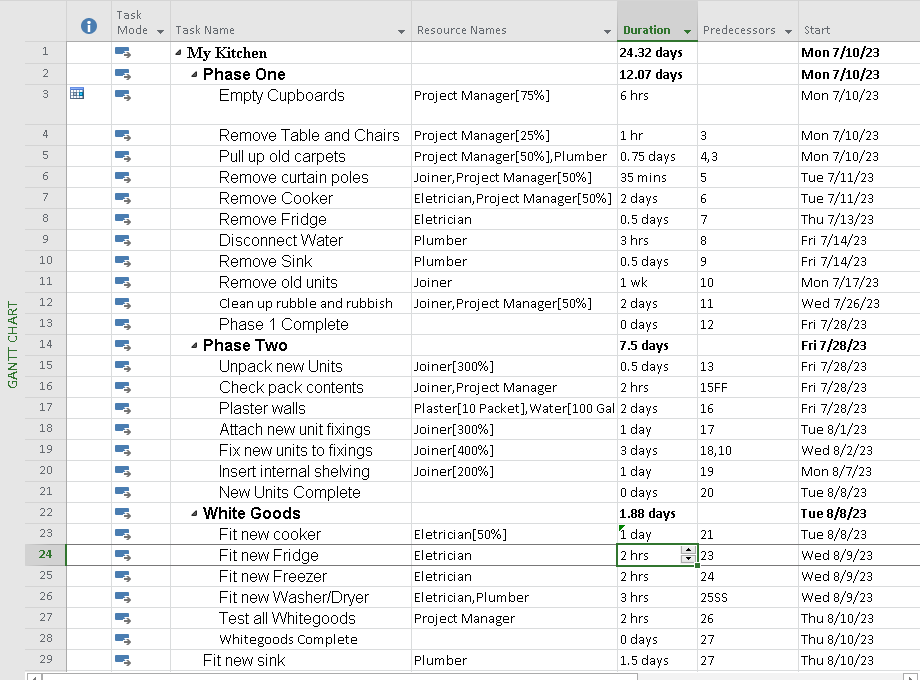 Task Mode Task Name Resource Names Duration Predecessors Start
1 My Kitchen 24.32 days Mon 7/10/23
2 Phase One 12.07 days Mon 7/10/23
3 Empty Cupboards Project Manager[75%] 6 hrs Mon 7/10/23
4 Remove Table and Chairs Project Manager[25%] 1 hr 3 Mon 7/10/23
5 Pull up old carpets Project Manager[50%],Plumber 0.75 days 4,3 Mon 7/10/23
6 Remove curtain poles Joiner,Project Manager[50%] 35 mins 5 Tue 7/11/23
7 Remove Cooker Eletrician,Project Manager[50%] 2 days 6 Tue 7/11/23
8 Remove Fridge Eletrician 0.5 days 7 Thu 7/13/23
9 Disconnect Water Plumber 3 hrs 8 Fri 7/14/23
10 Remove Sink Plumber 0.5 days 9 Fri 7/14/23
11 Remove old units Joiner 1 wk 10 Mon 7/17/23
12 Clean up rubble and rubbish Joiner,Project Manager[50%] 2 days 11 Wed 7/26/23
13 Phase 1 Complete 0 days 12 Fri 7/28/23
14 Phase Two 7.5 days Fri 7/28/23
15 Unpack new Units Joiner[300%] 0.5 days 13 Fri 7/28/23
16 Check pack contents Joiner,Project Manager 2 hrs 15FF Fri 7/28/23
17 Plaster walls Plaster[10 Packet],Water[100 Gal 2 days 16 Fri 7/28/23
18 Attach new unit fixings Joiner[300%] 1 day 17 Tue 8/1/23
19 Fix new units to fixings Joiner[400%] 3 days 18,10 Wed 8/2/23
20 Insert internal shelving Joiner[200%] 1 day 19 Mon 8/7/23
21 New Units Complete 0 days 20 Tue 8/8/23
22 White Goods 1.88 days Tue 8/8/23
23 Fit new cooker Eletrician[50%] 1 day 21 Tue 8/8/23
24 Fit new Fridge Eletrician 2 hrs 23 Wed 8/9/23
25 Fit new Freezer Eletrician 2 hrs 24 Wed 8/9/23
26 Fit new Washer/Dryer Eletrician,Plumber 3 hrs 25SS Wed 8/9/23
27 Test all Whitegoods Project Manager 2 hrs 26 Thu 8/10/23
28 Whitegoods Complete 0 days 27 Thu 8/10/23
29 Fit new sink Plumber 1.5 days 27 Thu 8/10/23
GANTT CHART